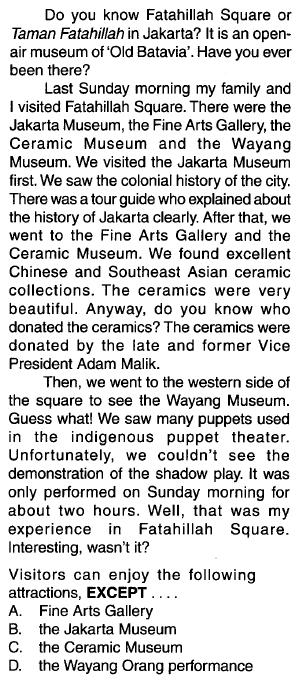 Do you know Fatahillah Square or
Taman Fatahillah in Jakarta? It is an open-
air museum of 'Old Batavia'. Have you ever
been there?
Last Sunday morning my family and
I visited Fatahillah Square. There were the
Jakarta Museum, the Fine Arts Gallery, the
Ceramic Museum and the Wayang
Museum. We visited the Jakarta Museum
first. We saw the colonial history of the city.
There was a tour guide who explained about
the history of Jakarta clearly. After that, we
went to the Fine Arts Gallery and the
Ceramic Museum. We found excellent
Chinese and Southeast Asian ceramic
collections. The ceramics were very
beautiful. Anyway, do you know who
donated the ceramics? The ceramics were
donated by the late and former Vice
President Adam Malik.
Then, we went to the western side of
the square to see the Wayang Museum.
Guess what! We saw many puppets used
in the indigenous puppet theater.
Unfortunately, we couldn't see the
demonstration of the shadow play. It was
only performed on Sunday morning for
about two hours. Well, that was my
experience in Fatahillah Square.
Interesting, wasn't it?
Visitors can enjoy the following
attractions, EXCEPT . . . .
A. Fine Arts Gallery
B. the Jakarta Museum
C. the Ceramic Museum
D. the Wayang Orang performance